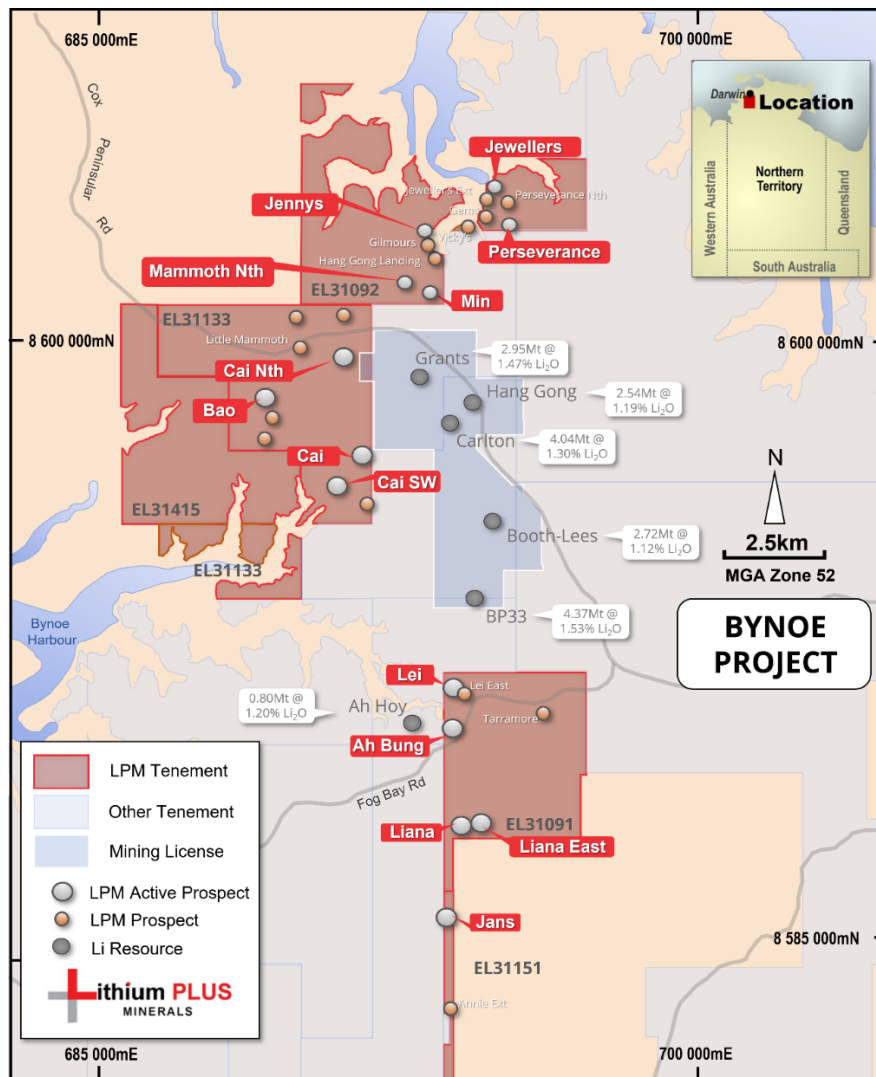 685 000mE
700 000mE
Cox Peninsular Rd
Darwin
Location
Western Australia
Northern
Territory
Queensland
South Australia
Jewellers
Jeweller's Ext
Perseverance Nth
Gems
Jennys
Vicky's
Gilmours
Perseverance
Hang Gong Landing
Mammoth Nth
EL31092
Min
EL31133
8 600 000mN
8 600 000mN
Little Mammoth
Cai Nth
Grants
2.95Mt @
1.47% Li₂O
Bao
Hang Gong
2.54Mt @
1.19% Li₂O
Carlton
4.04Mt @
1.30% Li₂O
Cai
Cai SW
EL31415
N
2.5km
MGA Zone 52
Booth-Lees
2.72Mt @
1.12% Li₂O
EL31133
Bynoe
Harbour
BP33
4.37Mt @
1.53% Li₂O
BYNOE
PROJECT
Lei
Lei East
0.80Mt @
1.20% Li₂O
Ah Hoy
Tarramore
Ah Bung
Fog Bay Rd
Liana
EL31091
Liana East
Jans
8 585 000mN
EL31151
Annie Ext
LPM Tenement
Other Tenement
Mining License
LPM Active Prospect
LPM Prospect
Li Resource
Lithium PLUS
MINERALS
685 000mE
700 000mE